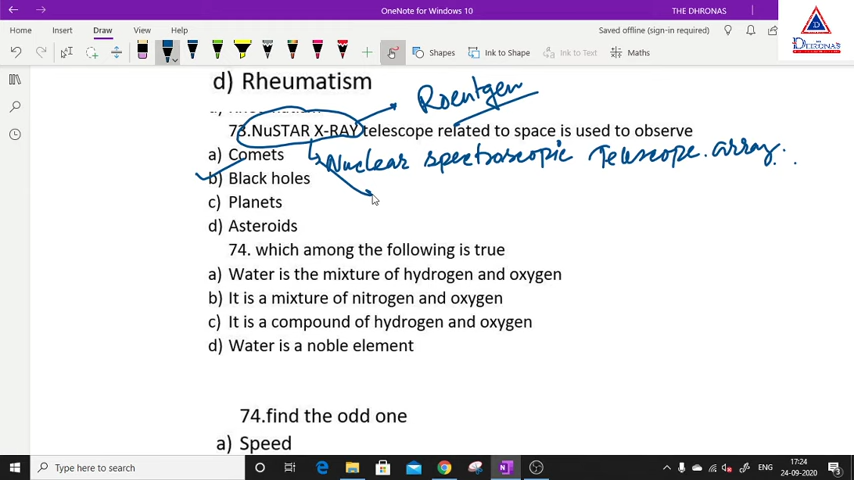 OneNote for Windows 10
THE DHRONAS
Home Insert Draw View Help
Saved offline (sign-in required)
Shapes Ink to Shape Ink to Text Maths
DHRONAS
d) Rheumatism
Roentgen
73.NuSTAR X-RAY telescope related to space is used to observe
a) Comets
Nuclear spectroscopic Telescope. array..
b) Black holes
c) Planets
d) Asteroids
74. which among the following is true
a) Water is the mixture of hydrogen and oxygen
b) It is a mixture of nitrogen and oxygen
c) It is a compound of hydrogen and oxygen
d) Water is a noble element
74.find the odd one
a) Speed
Type here to search
ENG
17:24
24-09-2020
3